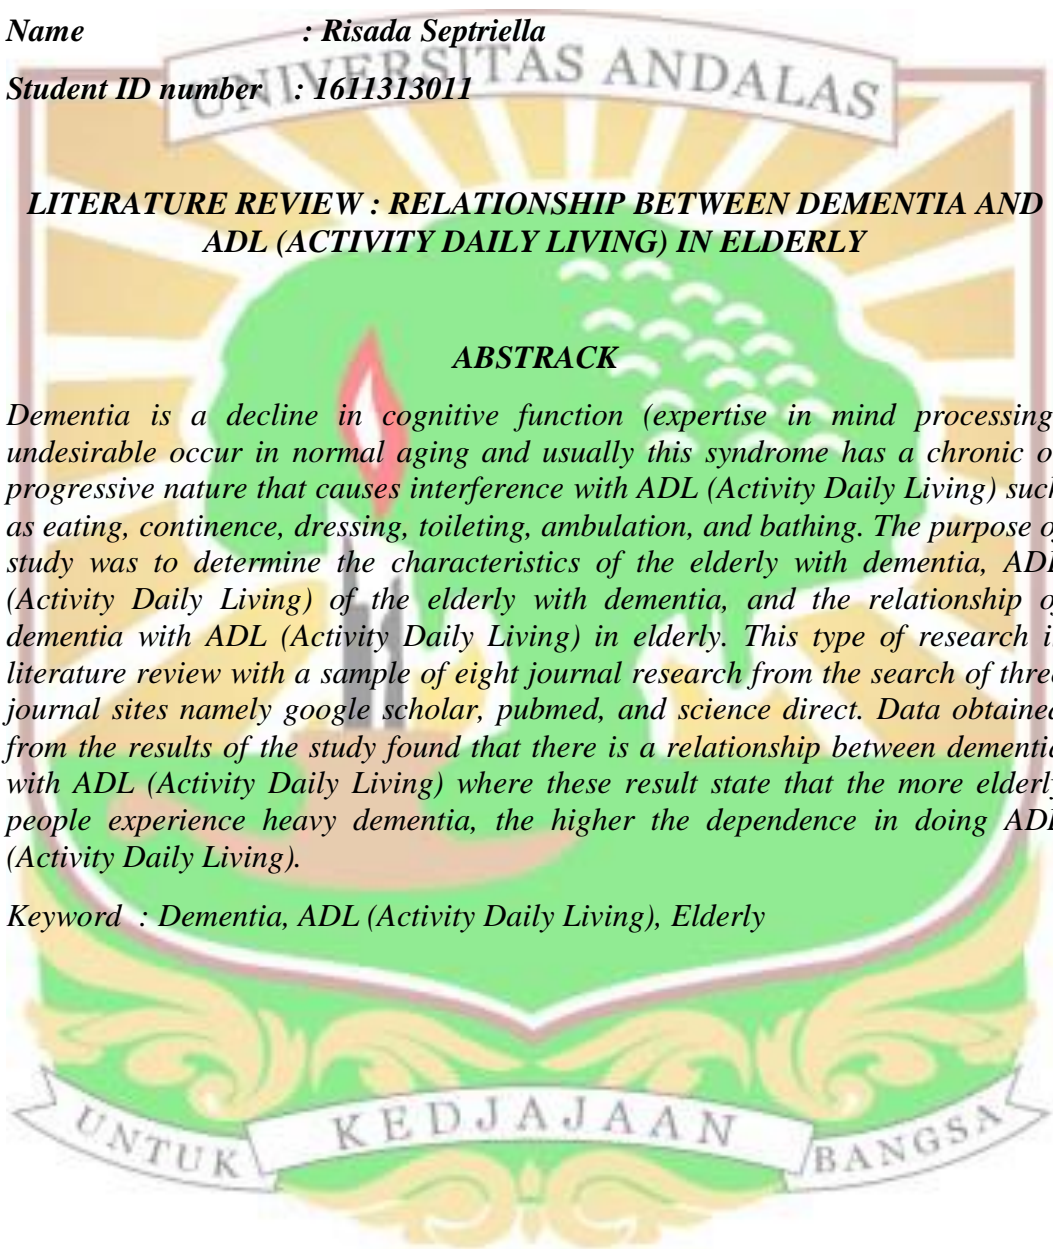 Name : Risada Septriella
UNIVERSITAS ANDALAS
Student ID number : 1611313011
LITERATURE REVIEW : RELATIONSHIP BETWEEN DEMENTIA AND
ADL (ACTIVITY DAILY LIVING) IN ELDERLY
ABSTRACK
Dementia is a decline in cognitive function (expertise in mind processing
undesirable occur in normal aging and usually this syndrome has a chronic o
progressive nature that causes interference with ADL (Activity Daily Living) such
as eating, continence, dressing, toileting, ambulation, and bathing. The purpose o
study was to determine the characteristics of the elderly with dementia, ADL
(Activity Daily Living) of the elderly with dementia, and the relationship o
dementia with ADL (Activity Daily Living) in elderly. This type of research i
literature review with a sample of eight journal research from the search of three
journal sites namely google scholar, pubmed, and science direct. Data obtained
from the results of the study found that there is a relationship between dementia
with ADL (Activity Daily Living) where these result state that the more elderly
people experience heavy dementia, the higher the dependence in doing ADL
(Activity Daily Living).
Keyword : Dementia, ADL (Activity Daily Living), Elderly
UNTUK KEDJAJAAN BANGSA